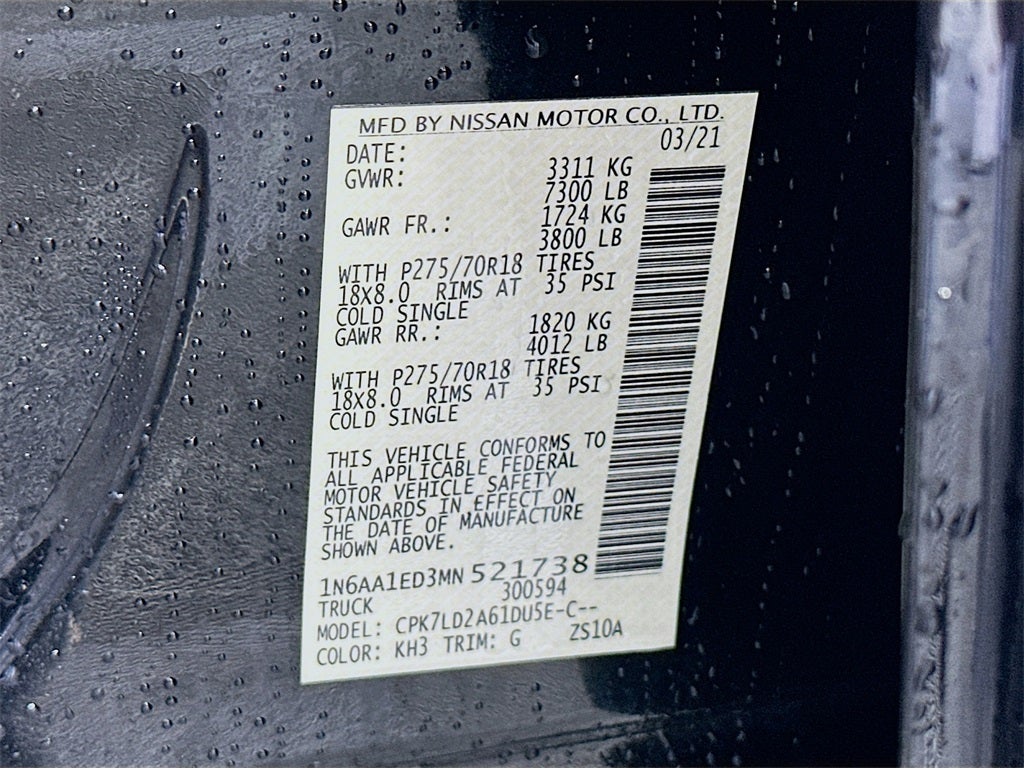 MFD BY NISSAN MOTOR CO., LTD.
DATE: 03/21
GVWR: 3311 KG
7300 LB
GAWR FR.: 1724 KG
3800 LB
WITH P275/70R18 TIRES
18X8.0 RIMS AT 35 PSI
COLD SINGLE
GAWR RR.: 1820 KG
4012 LB
WITH P275/70R18 TIRES
18X8.0 RIMS AT 35 PSI
COLD SINGLE
THIS VEHICLE CONFORMS TO
ALL APPLICABLE FEDERAL
MOTOR VEHICLE SAFETY
STANDARDS IN EFFECT ON
THE DATE OF MANUFACTURE
SHOWN ABOVE.
1N6AA1ED3MN521738
300594
TRUCK
MODEL: CPK7LD2A61DU5E-C--
COLOR: KH3 TRIM: G ZS10A